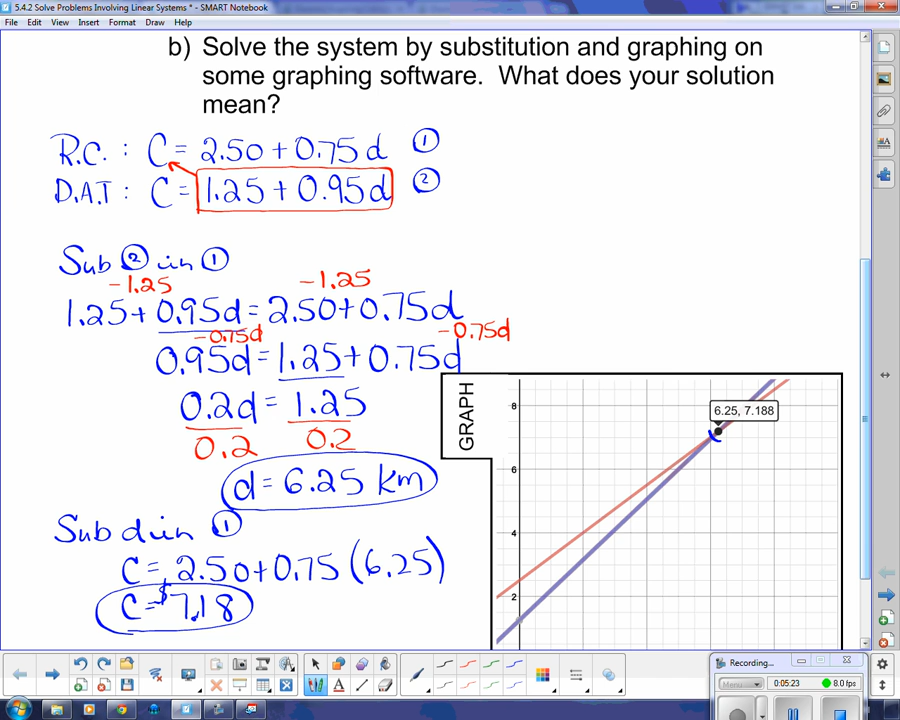 5.4.2 Solve Problems Involving Linear Systems * - SMART Notebook
File Edit View Insert Format Draw Help
b) Solve the system by substitution and graphing on
some graphing software. What does your solution
mean?
R.C. : C = 2.50 + 0.75d ①
D.A.T : C = 1.25 + 0.95d ②
Sub ② in ①
-1.25 -1.25
1.25 + 0.95d = 2.50 + 0.75d
-0.75d -0.75d
0.95d = 1.25 + 0.75d
0.2d = 1.25
0.2 0.2
d = 6.25 km
Sub d in ①
C = 2.50 + 0.75 (6.25)
C = $7.18
GRAPH
8
6.25, 7.188
6
4
2
Recording...
Menu 0:05:23 8.0 fps